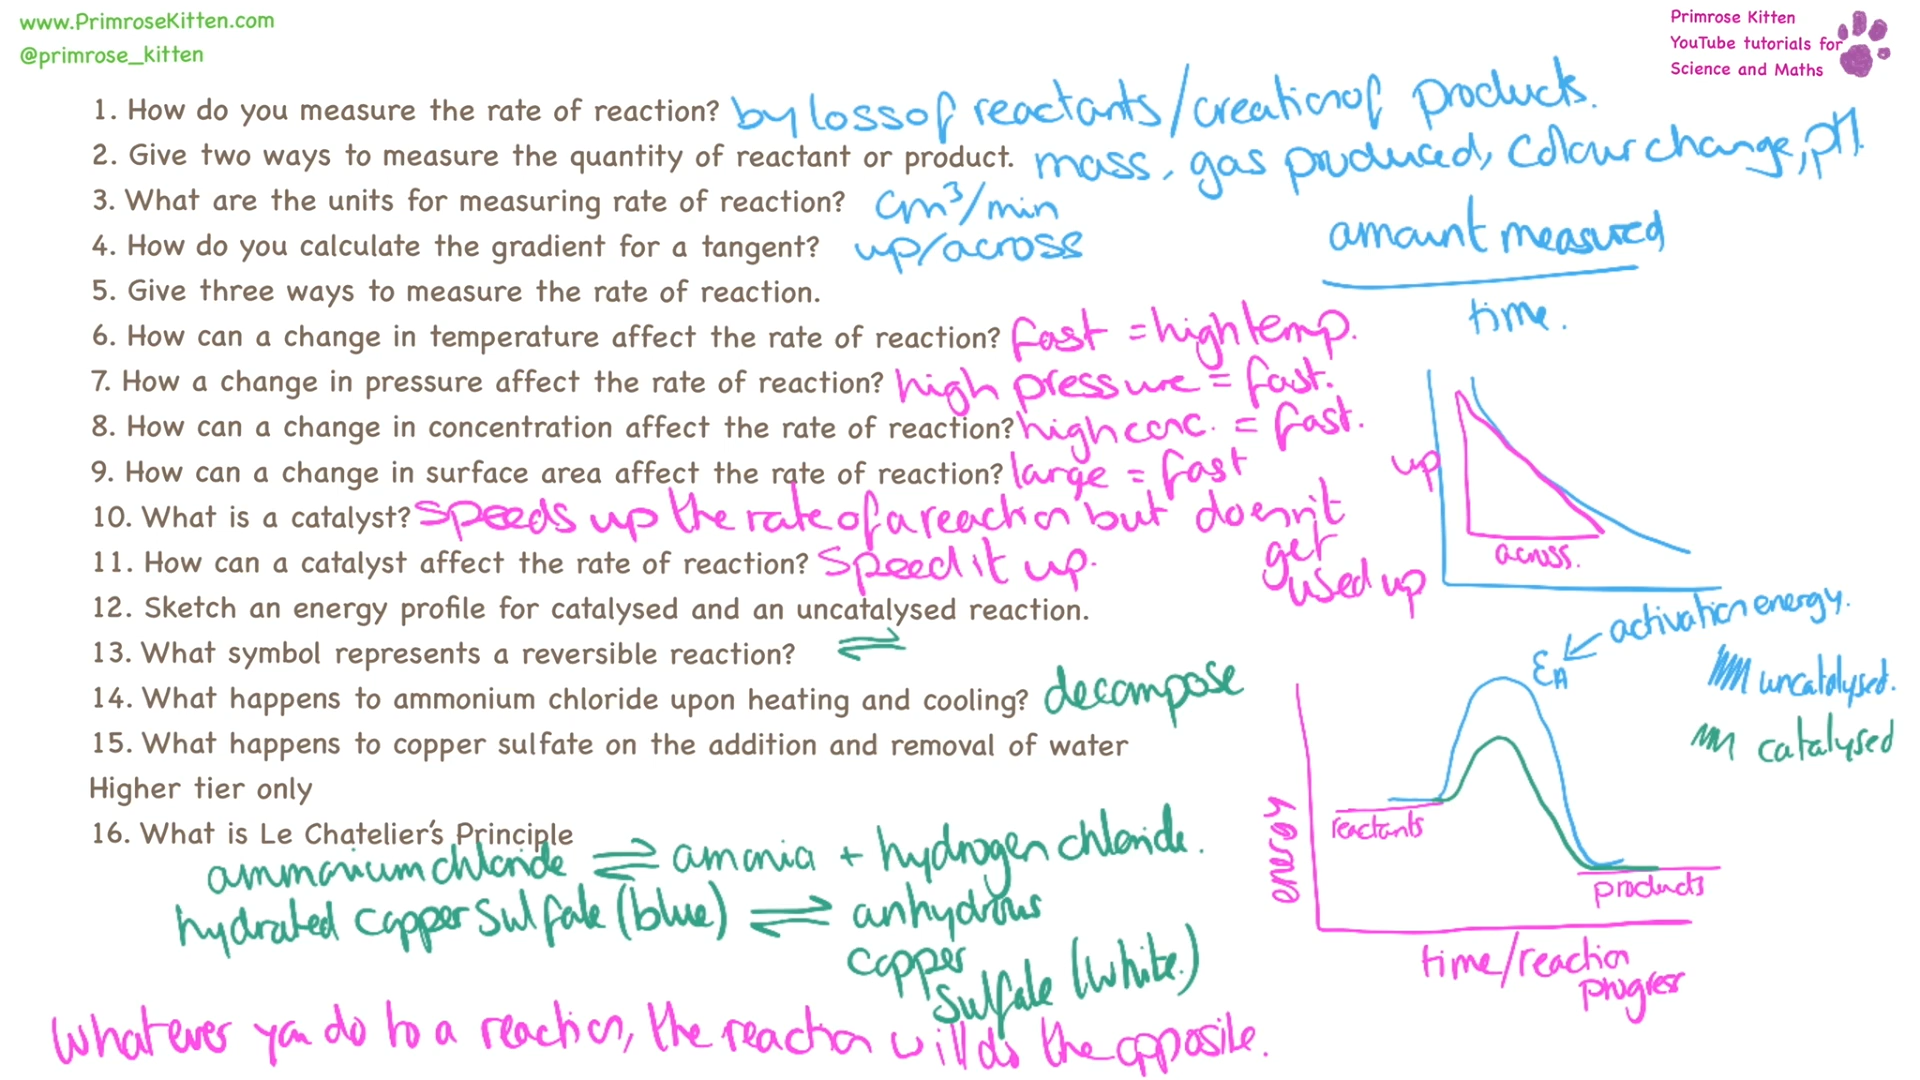 www.PrimroseKitten.com
@primrose_kitten
Primrose Kitten
YouTube tutorials for
Science and Maths
1. How do you measure the rate of reaction? by loss of reactants/creation of products.
2. Give two ways to measure the quantity of reactant or product. mass, gas produced, colour change, pH.
3. What are the units for measuring rate of reaction? cm³/min
4. How do you calculate the gradient for a tangent? up/across
amount measured
time.
5. Give three ways to measure the rate of reaction.
6. How can a change in temperature affect the rate of reaction? Fast = high temp.
7. How a change in pressure affect the rate of reaction? high pressure = fast.
8. How can a change in concentration affect the rate of reaction? high conc. = fast.
9. How can a change in surface area affect the rate of reaction? large = fast
10. What is a catalyst? speeds up the rate of a reaction but doesn't
get
used up
11. How can a catalyst affect the rate of reaction? speed it up.
up
across.
12. Sketch an energy profile for catalysed and an uncatalysed reaction.
13. What symbol represents a reversible reaction? ⇌
14. What happens to ammonium chloride upon heating and cooling? decompose
15. What happens to copper sulfate on the addition and removal of water
Higher tier only
16. What is Le Chatelier's Principle
ammonium chloride ⇌ amonia + hydrogen chloride.
hydrated copper sulfate (blue) ⇌ anhydrous
copper
sulfate (white.)
Whatever you do to a reaction, the reaction will do the opposite.
activation energy.
EA
uncatalysed.
catalysed
energy
reactants
products
time/reaction
progress